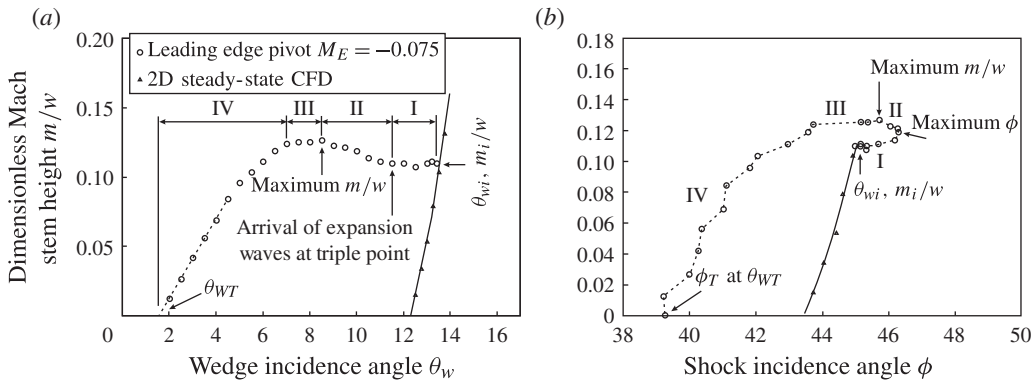 (a)
0.20
0.15
0.10
0.05
0
Dimensionless Mach
stem height m/w
Leading edge pivot M_E = −0.075
2D steady-state CFD
IV III II I
Maximum m/w
Arrival of expansion
waves at triple point
θ_WT
θ_wi, m_i/w
2 4 6 8 10 12 14 16
Wedge incidence angle θ_w
(b)
0.18
0.16
0.14
0.12
0.10
0.08
0.06
0.04
0.02
0
Maximum m/w
III II
Maximum ϕ
I
θ_wi, m_i/w
IV
ϕ_T at θ_WT
38 40 42 44 46 48 50
Shock incidence angle ϕ